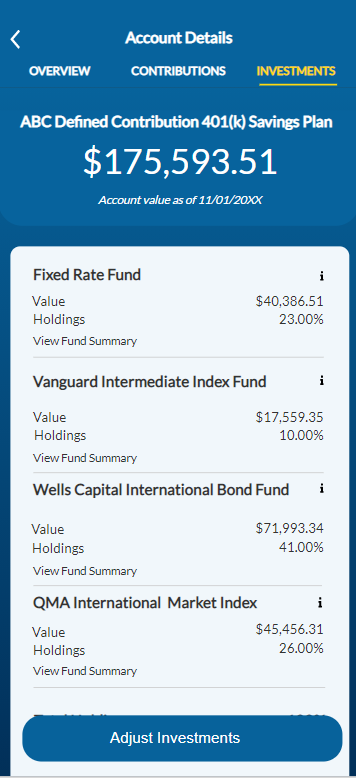 Account Details
OVERVIEW CONTRIBUTIONS INVESTMENTS
ABC Defined Contribution 401(k) Savings Plan
$175,593.51
Account value as of 11/01/20XX
Fixed Rate Fund
Value $40,386.51
Holdings 23.00%
View Fund Summary
Vanguard Intermediate Index Fund
Value $17,559.35
Holdings 10.00%
View Fund Summary
Wells Capital International Bond Fund
Value $71,993.34
Holdings 41.00%
View Fund Summary
QMA International Market Index
Value $45,456.31
Holdings 26.00%
View Fund Summary
Adjust Investments